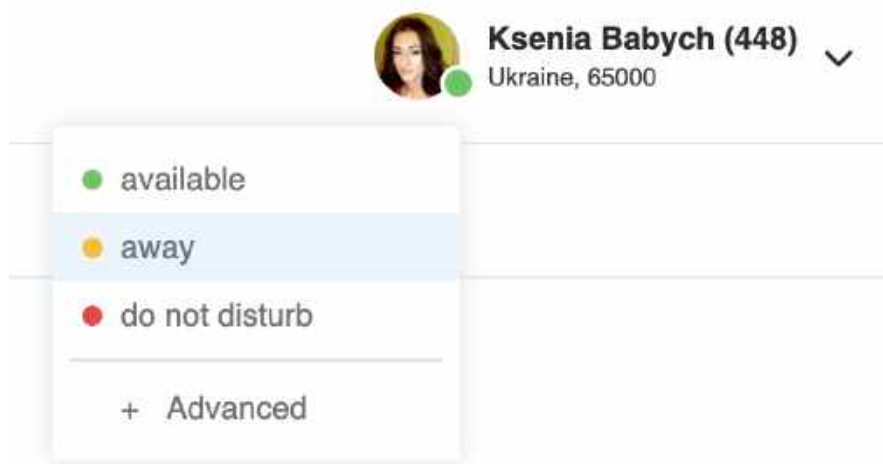 Ksenia Babych (448)
Ukraine, 65000
available
away
do not disturb
+ Advanced